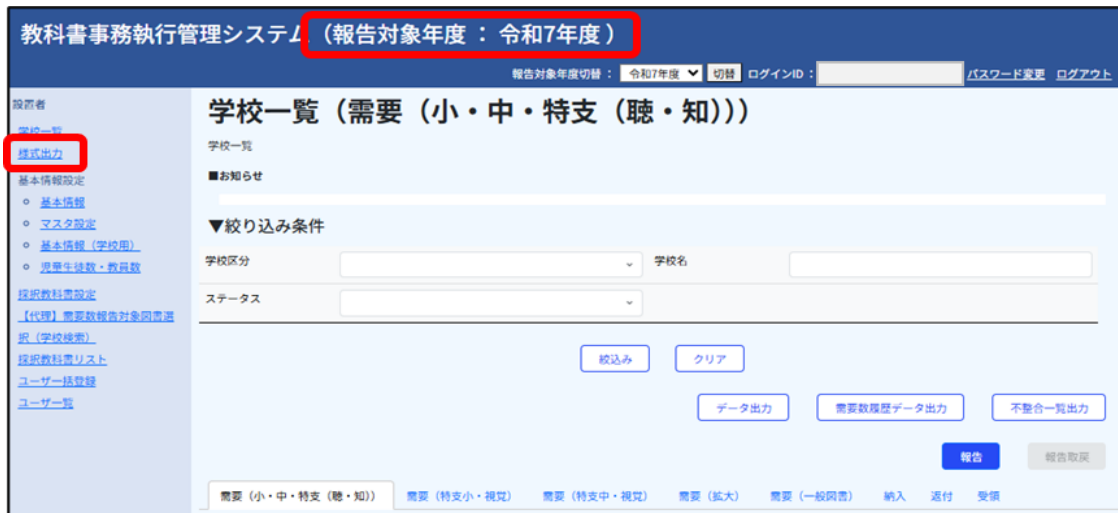 教科書事務執行管理システム（報告対象年度 ： 令和7年度 ）
報告対象年度切替 ： 令和7年度 切替 ログインID : パスワード変更 ログアウト
設置者
学校一覧
様式出力
基本情報設定
基本情報
マスタ設定
基本情報（学校用）
児童生徒数・教員数
採択教科書設定
【代理】需要数報告対象図書選
択（学校検索）
採択教科書リスト
ユーザ一括登録
ユーザ一覧
学校一覧（需要（小・中・特支（聴・知）））
学校一覧
■お知らせ
▼絞り込み条件
学校区分 学校名
ステータス
絞込み クリア
データ出力 需要数履歴データ出力 不整合一覧出力
報告 報告取戻
需要（小・中・特支（聴・知）） 需要（特支小・視覚） 需要（特支中・視覚） 需要（拡大） 需要（一般図書） 納入 返付 受領